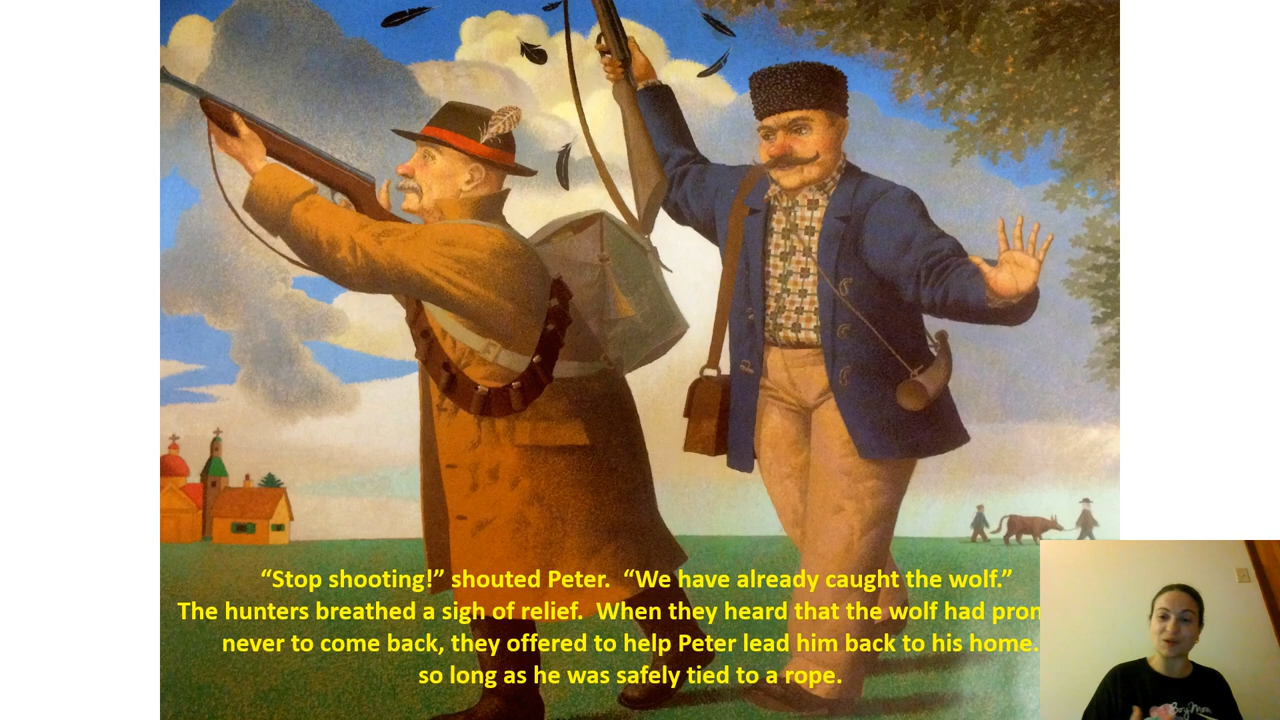 “Stop shooting!” shouted Peter. “We have already caught the wolf.”
The hunters breathed a sigh of relief. When they heard that the wolf had
never to come back, they offered to help Peter lead him back to his home.
so long as he was safely tied to a rope.
Boy Mom